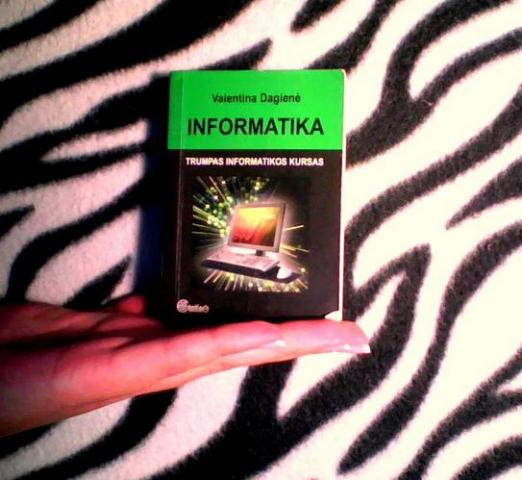 Valentina Dagienė
INFORMATIKA
TRUMPAS INFORMATIKOS KURSAS